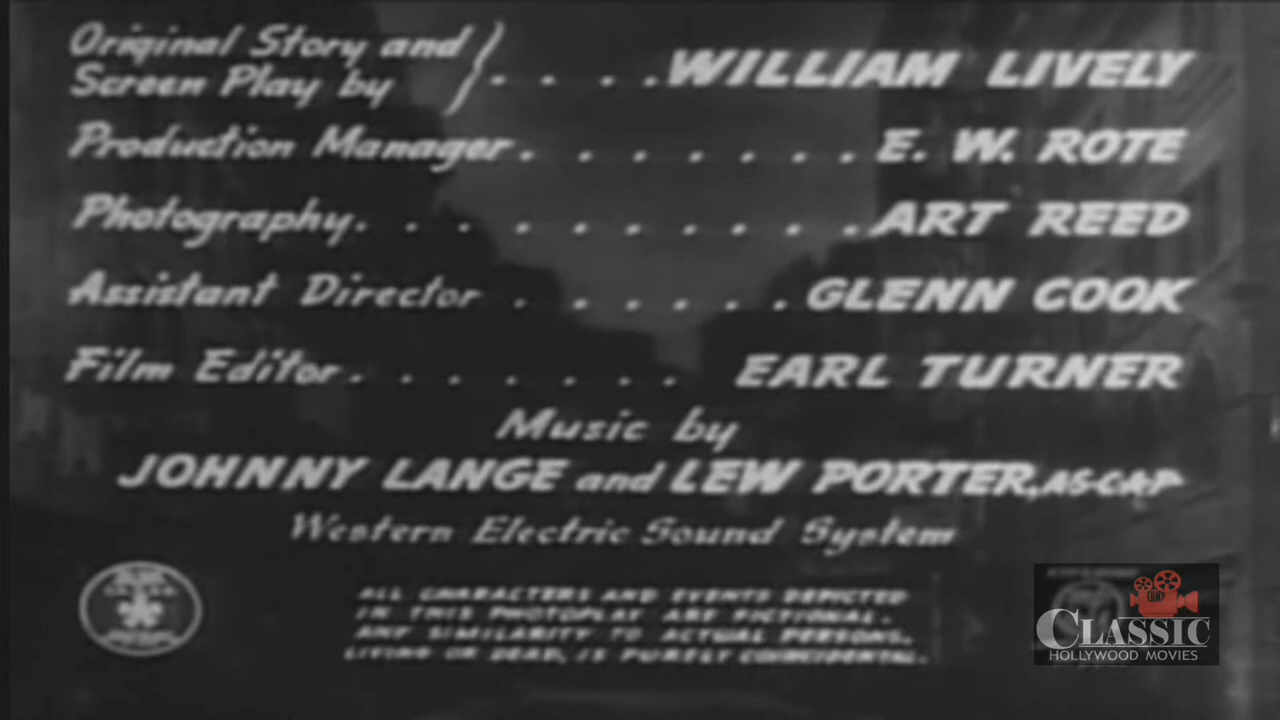 Original Story and
Screen Play by } . . . . WILLIAM LIVELY
Production Manager. . . . . . . E. W. ROTE
Photography. . . . . . . . . . ART REED
Assistant Director . . . . . . GLENN COOK
Film Editor. . . . . . . EARL TURNER
Music by
JOHNNY LANGE and LEW PORTER, ASCAP
Western Electric Sound System
ALL CHARACTERS AND EVENTS DEPICTED
IN THIS PHOTOPLAY ARE FICTIONAL.
ANY SIMILARITY TO ACTUAL PERSONS,
LIVING OR DEAD, IS PURELY COINCIDENTAL.
CLASSIC
HOLLYWOOD MOVIES